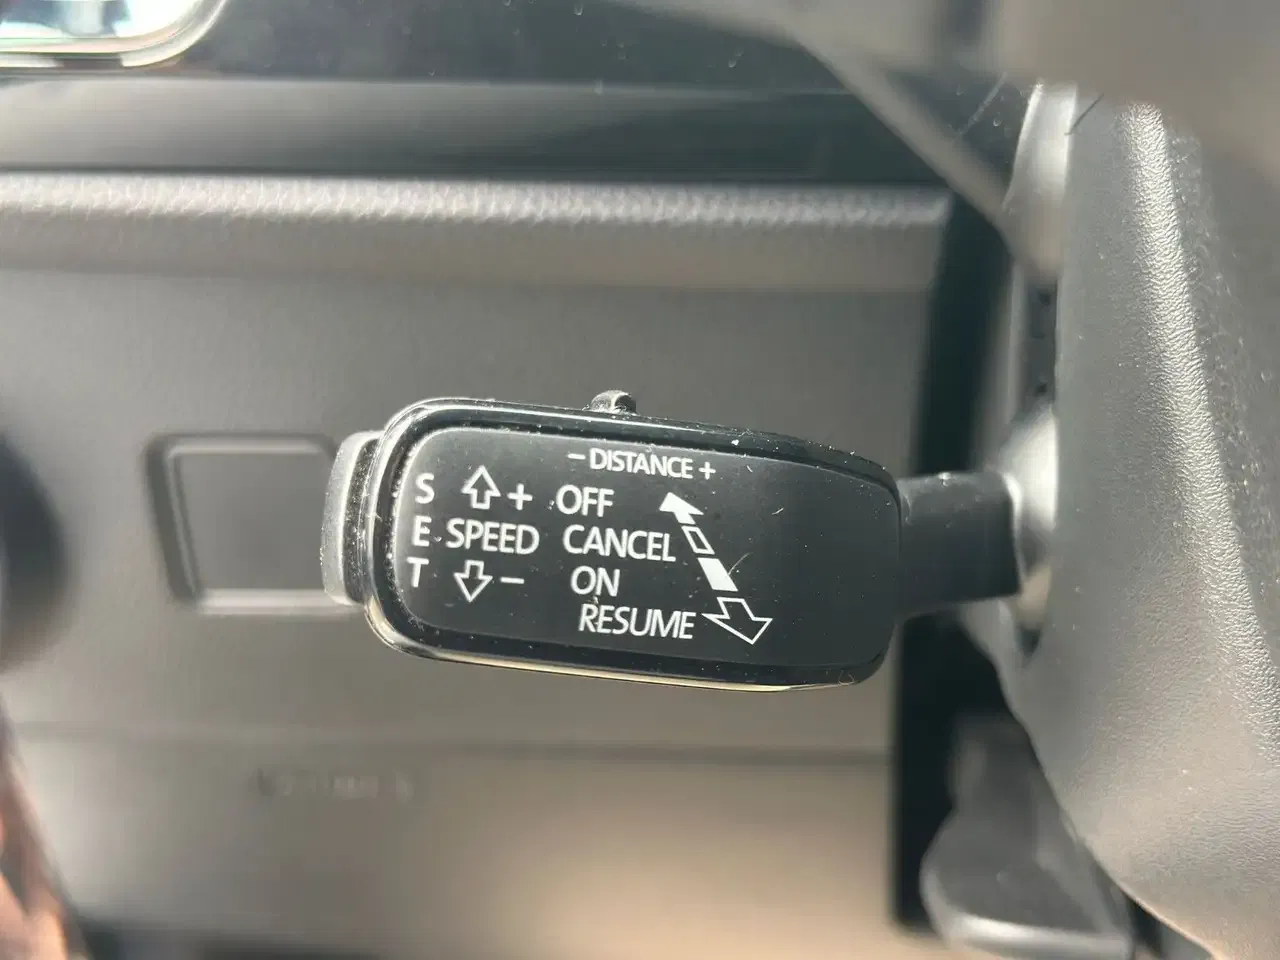 – DISTANCE +
S + OFF
E SPEED CANCEL
T – ON
RESUME